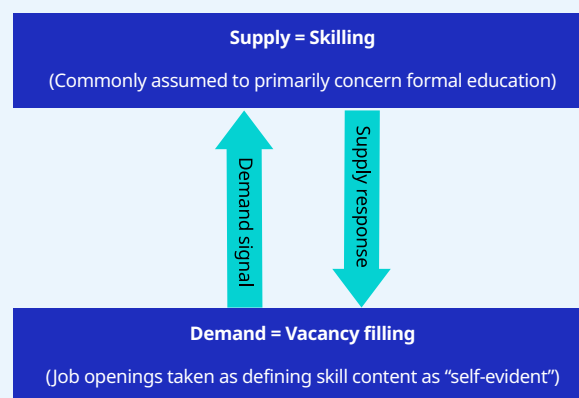 Supply = Skilling
(Commonly assumed to primarily concern formal education)
Demand signal
Supply response
Demand = Vacancy filling
(Job openings taken as defining skill content as “self-evident”)